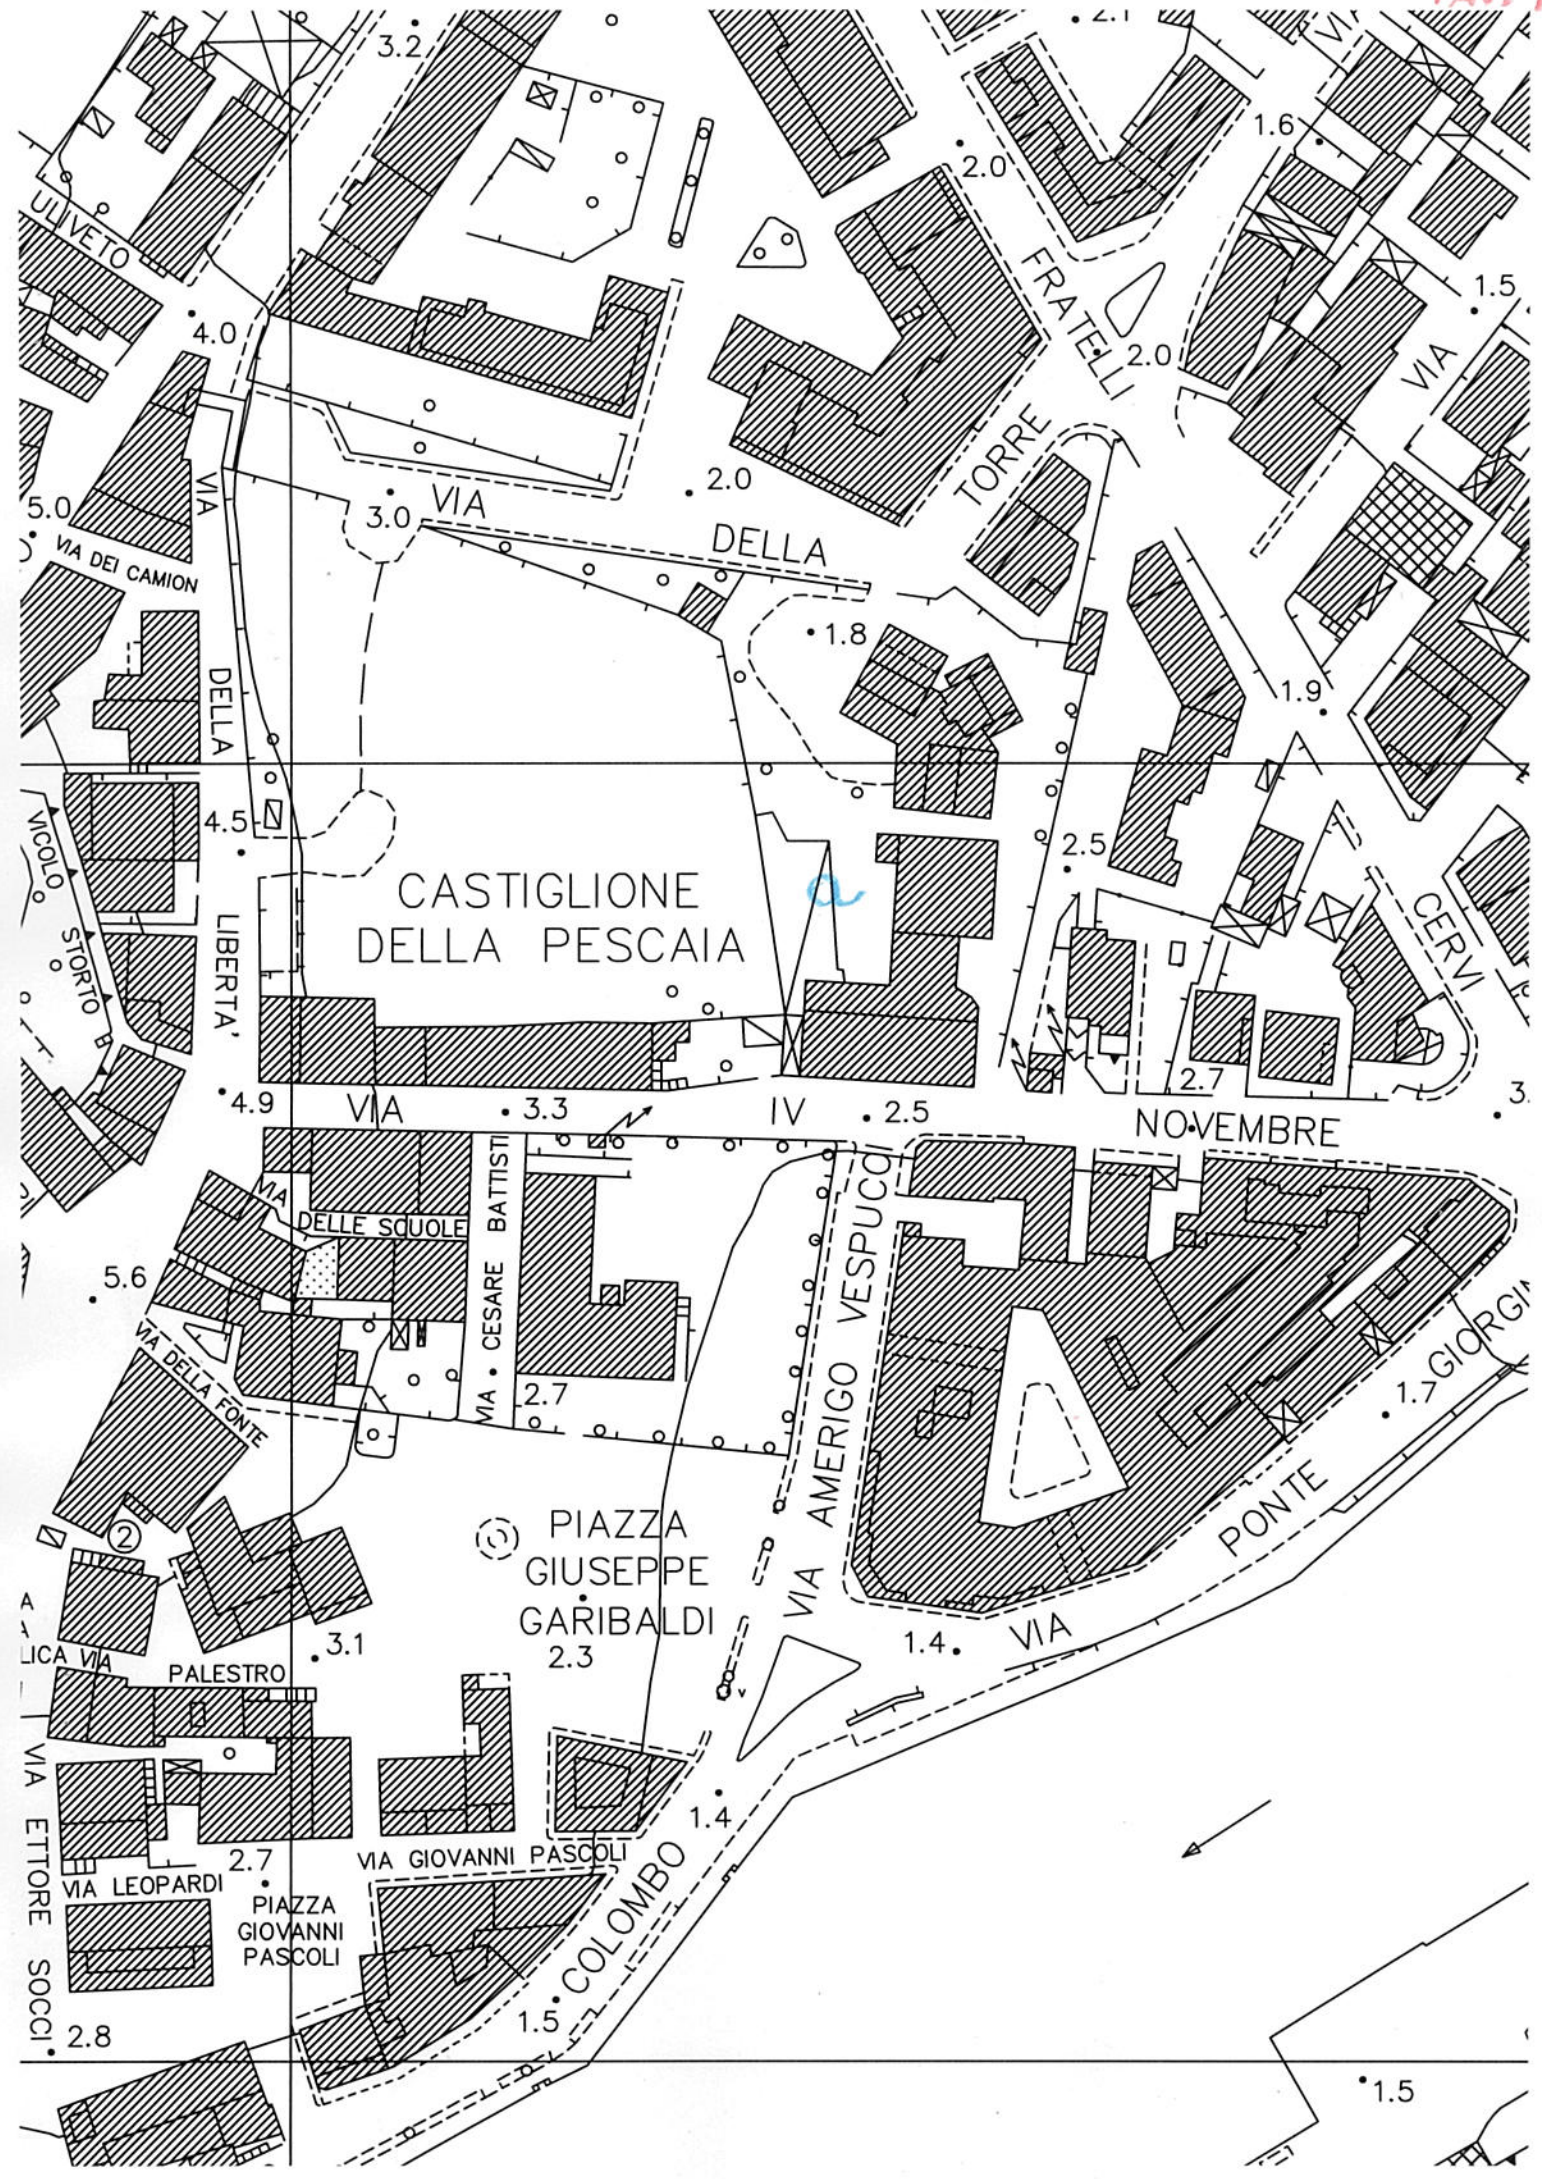 3.2
2.1
1.6
2.0
ULIVETO
FRATELLI
1.5
4.0
2.0
VIA
TORRE
VIA
2.0
VIA
3.0
5.0
DELLA
VIA DEI CAMION
1.8
DELLA
1.9
4.5
2.5
VICOLO
STORTO
CASTIGLIONE
DELLA PESCAIA
a
LIBERTA'
CERVI
2.7
4.9
VIA
3.3
IV
2.5
NOVEMBRE
3.
VIA
DELLE SCUOLE
VIA CESARE BATTISTI
VIA AMERIGO VESPUCCI
5.6
VIA DELLA FONTE
2.7
1.7
GIORGIN
PONTE
2
PIAZZA
GIUSEPPE
GARIBALDI
2.3
VIA
1.4
3.1
LICA VIA
PALESTRO
1.4
VIA ETTORE SOCCI
2.7
VIA GIOVANNI PASCOLI
VIA LEOPARDI
PIAZZA
GIOVANNI
PASCOLI
COLOMBO
1.5
2.8
1.5